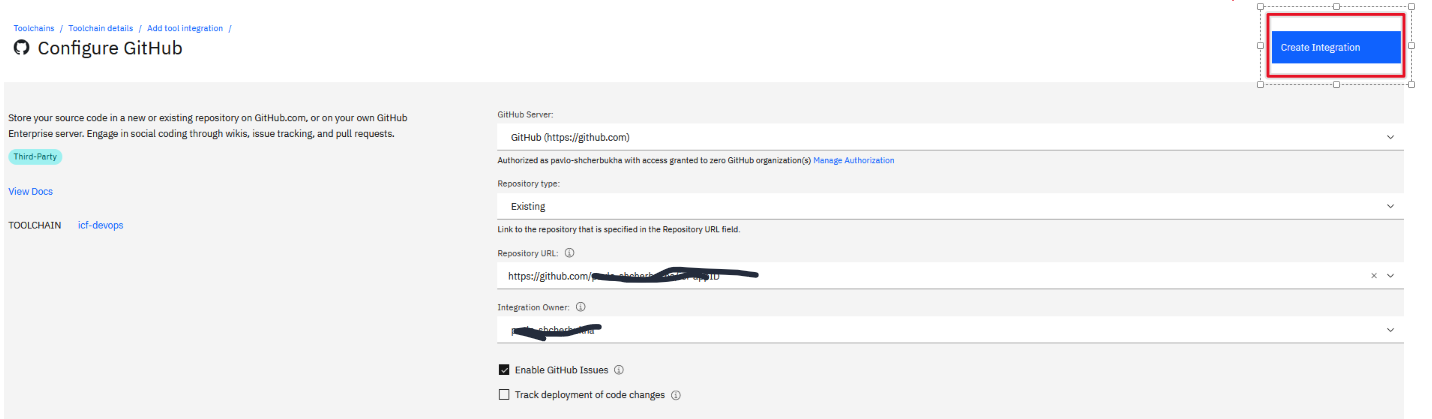 Toolchains / Toolchain details / Add tool integration /
Configure GitHub
Create Integration
Store your source code in a new or existing repository on GitHub.com, or on your own GitHub
Enterprise server. Engage in social coding through wikis, issue tracking, and pull requests.
Third-Party
View Docs
TOOLCHAIN icf-devops
GitHub Server:
GitHub (https://github.com)
Authorized as pavlo-shcherbukha with access granted to zero GitHub organization(s) Manage Authorization
Repository type:
Existing
Link to the repository that is specified in the Repository URL field.
Repository URL:
https://github.com/
Integration Owner:
Enable GitHub Issues
Track deployment of code changes